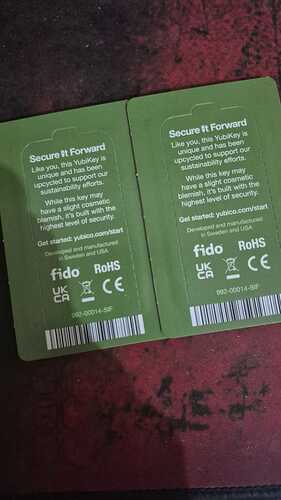 Secure It Forward
Like you, this YubiKey is
unique and has been
upcycled to support our
sustainability efforts.
While this key may
have a slight cosmetic
blemish, it's built with the
highest level of security.
Get started: yubico.com/start
Developed and manufactured
in Sweden and USA
fido RoHS
UK
CA CE
992-00014-SIF
Secure It Forward
Like you, this YubiKey is
unique and has been
upcycled to support our
sustainability efforts.
While this key may
have a slight cosmetic
blemish, it's built with the
highest level of security.
Get started: yubico.com/start
Developed and manufactured
in Sweden and USA
fido RoHS
UK
CA CE
992-00014-SIF